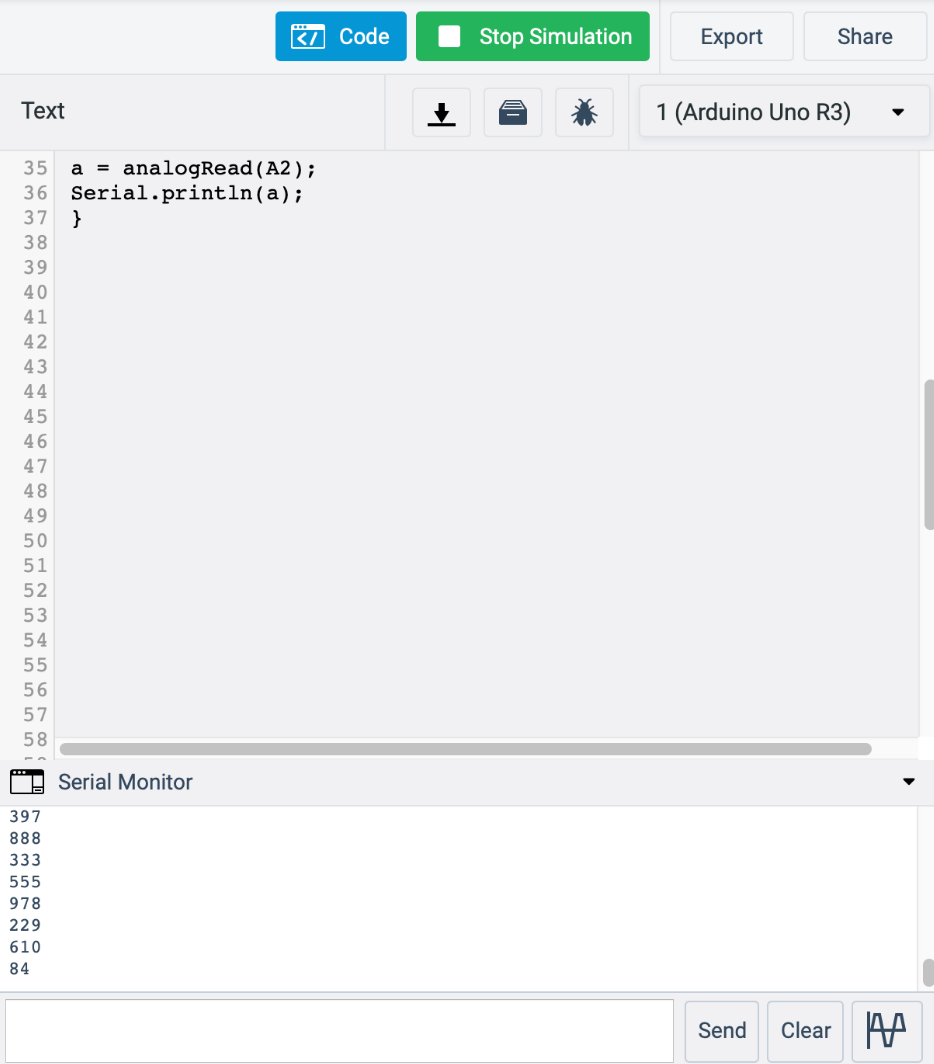 Code
Stop Simulation
Export
Share
Text
1 (Arduino Uno R3)
35 a = analogRead(A2);
36 Serial.println(a);
37 }
38
39
40
41
42
43
44
45
46
47
48
49
50
51
52
53
54
55
56
57
58
Serial Monitor
397
888
333
555
978
229
610
84
Send
Clear